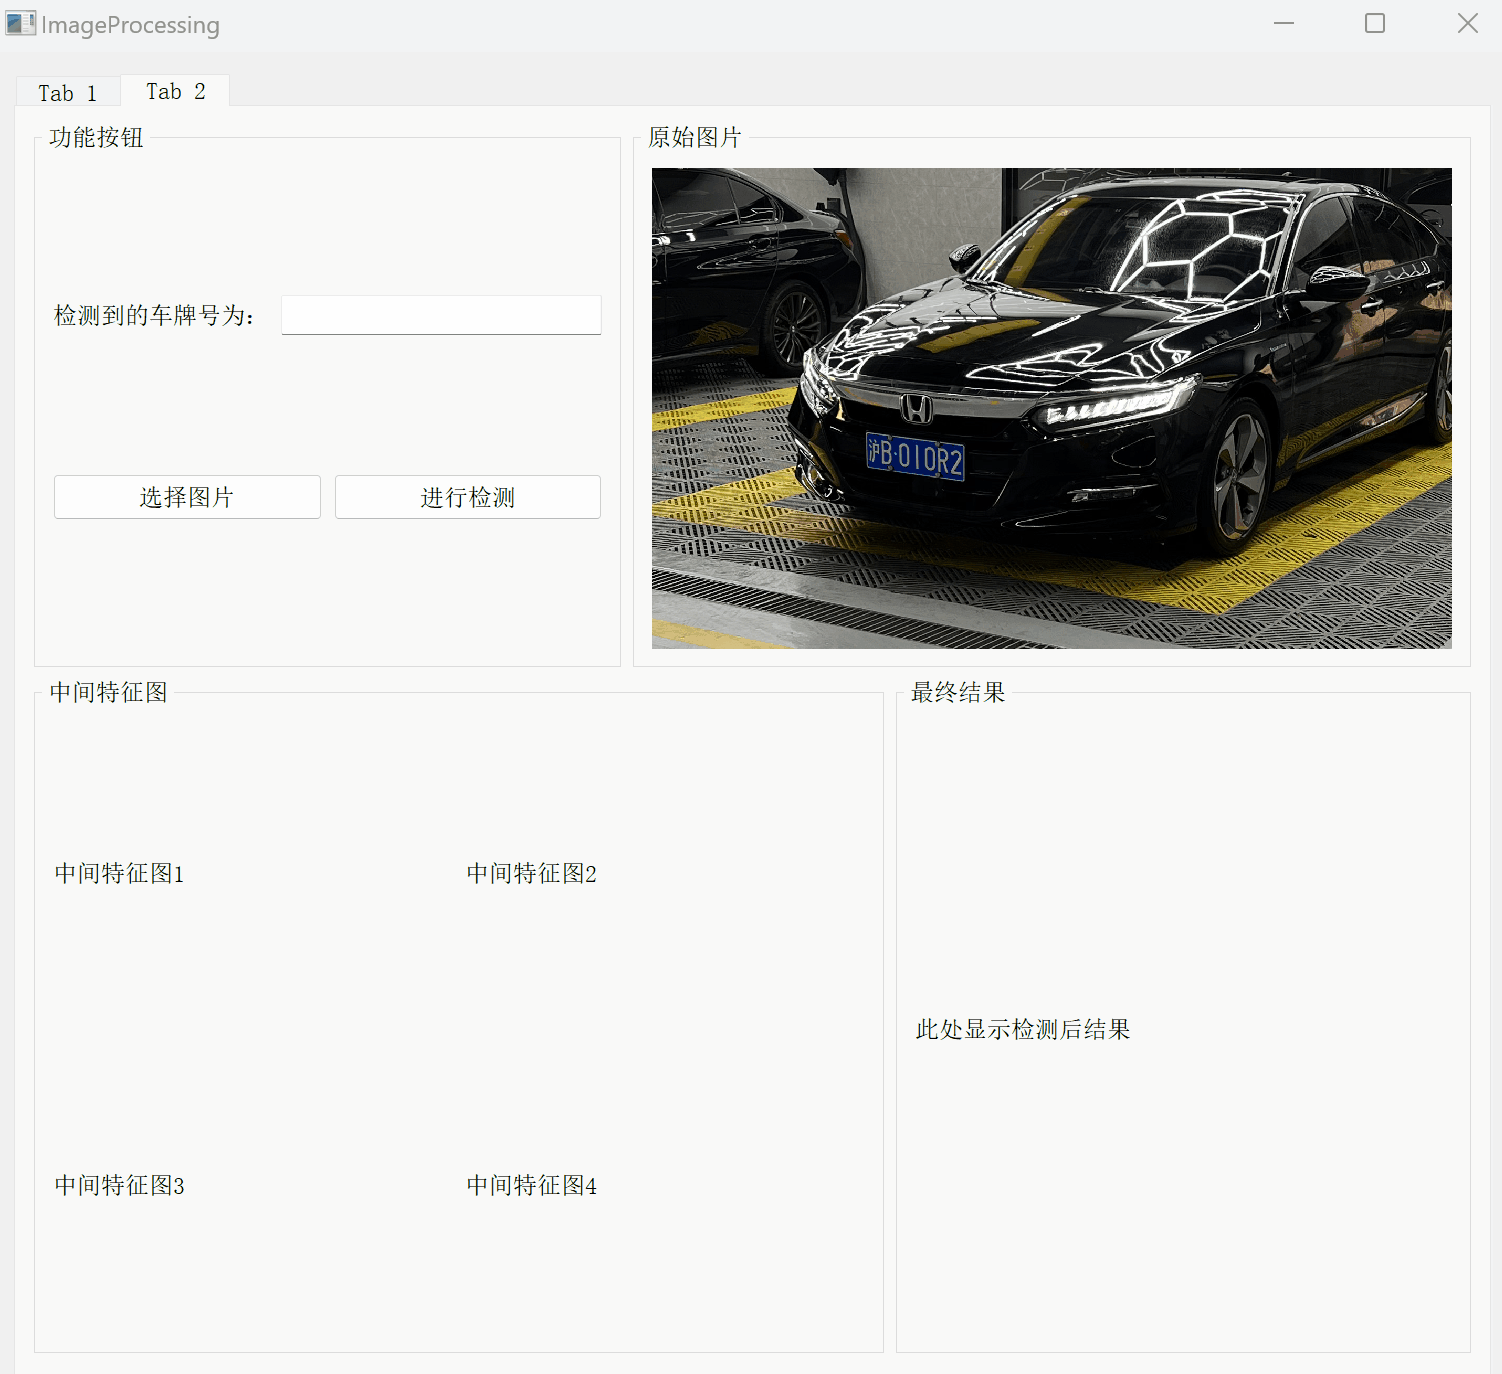 ImageProcessing
Tab 1
Tab 2
功能按钮
检测到的车牌号为:
选择图片
进行检测
原始图片
沪B·010R2
中间特征图
中间特征图1
中间特征图2
中间特征图3
中间特征图4
最终结果
此处显示检测后结果